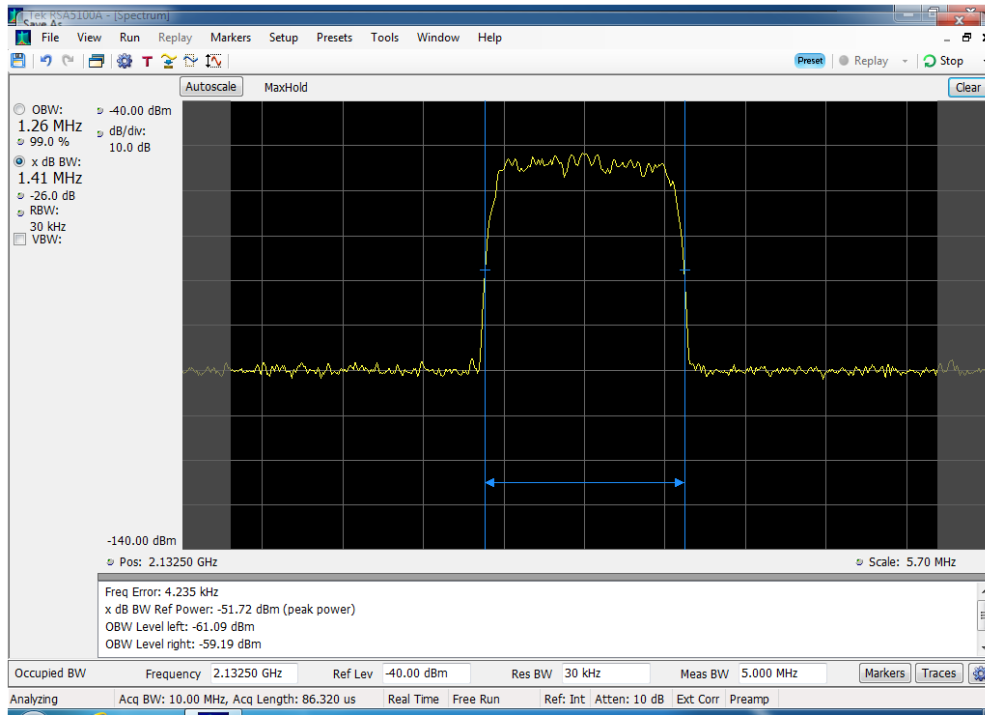 Tek RSA5100A - [Spectrum]
Save As
File View Run Replay Markers Setup Presets Tools Window Help
T Preset Replay Stop
Autoscale MaxHold Clear
OBW:
1.26 MHz
99.0 %
x dB BW:
1.41 MHz
-26.0 dB
RBW:
30 kHz
VBW:
-40.00 dBm
dB/div:
10.0 dB
-140.00 dBm
Pos: 2.13250 GHz Scale: 5.70 MHz
Freq Error: 4.235 kHz
x dB BW Ref Power: -51.72 dBm (peak power)
OBW Level left: -61.09 dBm
OBW Level right: -59.19 dBm
Occupied BW Frequency 2.13250 GHz Ref Lev -40.00 dBm Res BW 30 kHz Meas BW 5.000 MHz Markers Traces
Analyzing Acq BW: 10.00 MHz, Acq Length: 86.320 us Real Time Free Run Ref: Int Atten: 10 dB Ext Corr Preamp